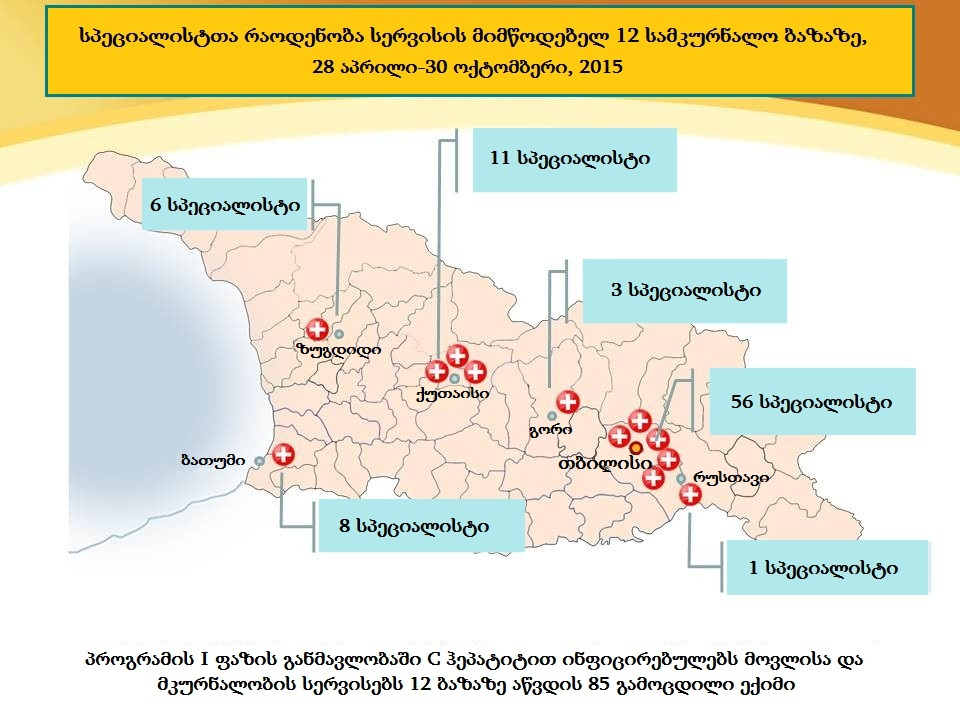 სპეციალისტთა რაოდენობა სერვისის მიმწოდებელ 12 სამკურნალო ბაზაზე,
28 აპრილი-30 ოქტომბერი, 2015
11 სპეციალისტი
6 სპეციალისტი
3 სპეციალისტი
ზუგდიდი
ქუთაისი
56 სპეციალისტი
გორი
ბათუმი
თბილისი
რუსთავი
8 სპეციალისტი
1 სპეციალისტი
პროგრამის I ფაზის განმავლობაში C ჰეპატიტით ინფიცირებულებს მოვლისა და
მკურნალობის სერვისებს 12 ბაზაზე აწვდის 85 გამოცდილი ექიმი